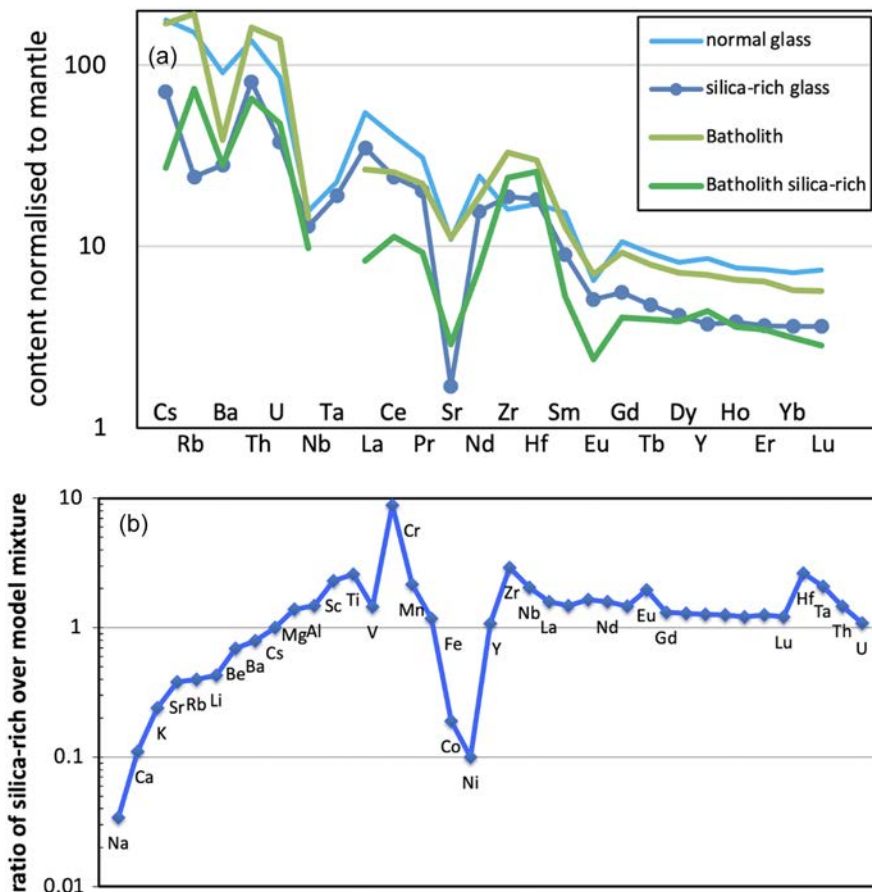 (a)
content normalised to mantle
100
10
1
normal glass
silica-rich glass
Batholith
Batholith silica-rich
Cs Ba U Ta Ce Sr Zr Sm Gd Dy Ho Yb
Rb Th Nb La Pr Nd Hf Eu Tb Y Er Lu
(b)
ratio of silica-rich over model mixture
10
1
0.1
0.01
Na
Ca
K
Sr
Rb
Li
Be
Ba
Cs
Mg
Al
Sc
Ti
V
Cr
Mn
Fe
Co
Ni
Y
Zr
Nb
La
Nd
Eu
Gd
Lu
Hf
Ta
Th
U